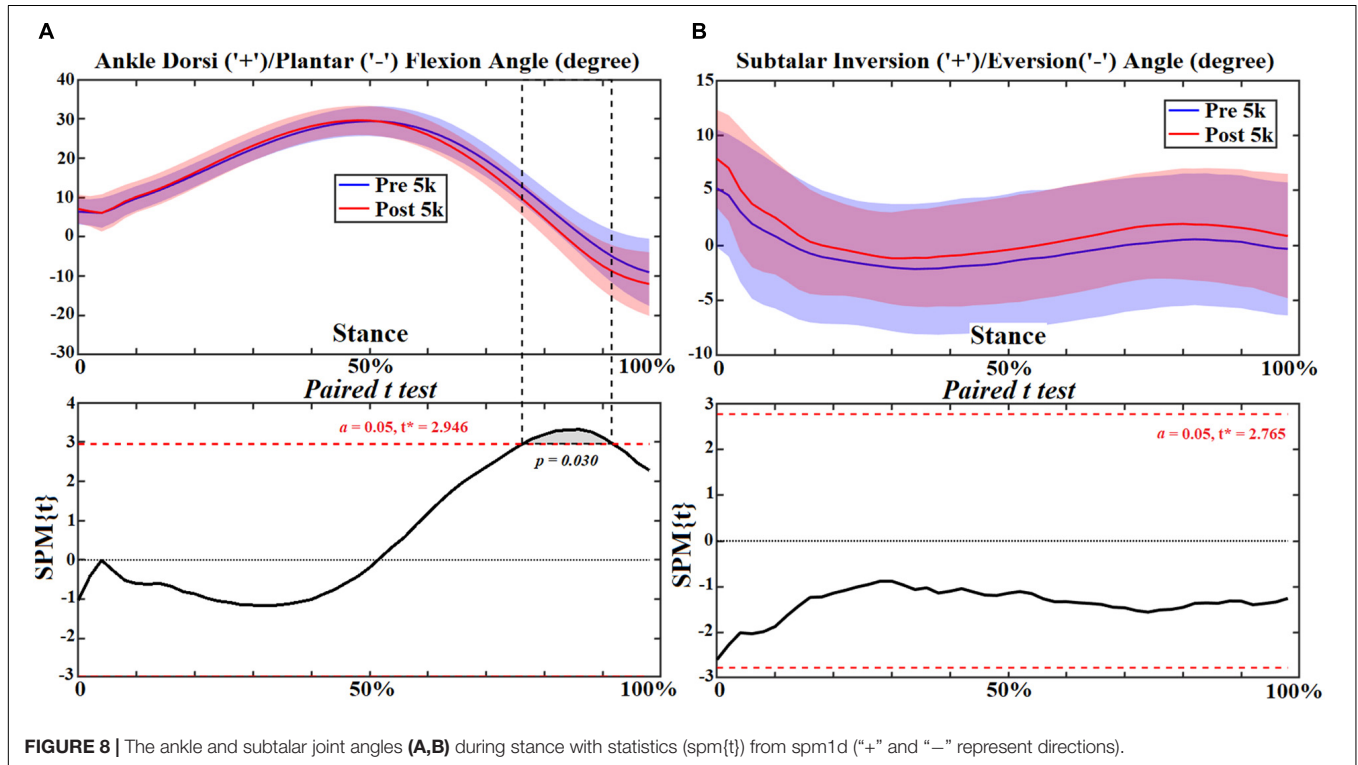 A
Ankle Dorsi ('+')/Plantar ('-') Flexion Angle (degree)
40
30
20
10
0
-10
-20
-30
Pre 5k
Post 5k
Stance
0
50%
100%
Paired t test
4
3
2
1
0
-1
-2
-3
SPM{t}
a = 0.05, t* = 2.946
p = 0.030
0
50%
100%
B
Subtalar Inversion ('+')/Eversion('-') Angle (degree)
15
10
5
0
-5
-10
Pre 5k
Post 5k
Stance
0
50%
100%
Paired t test
3
2
1
0
-1
-2
-3
SPM{t}
a = 0.05, t* = 2.765
0
50%
100%
FIGURE 8 | The ankle and subtalar joint angles (A,B) during stance with statistics (spm{t}) from spm1d (“+” and “−” represent directions).